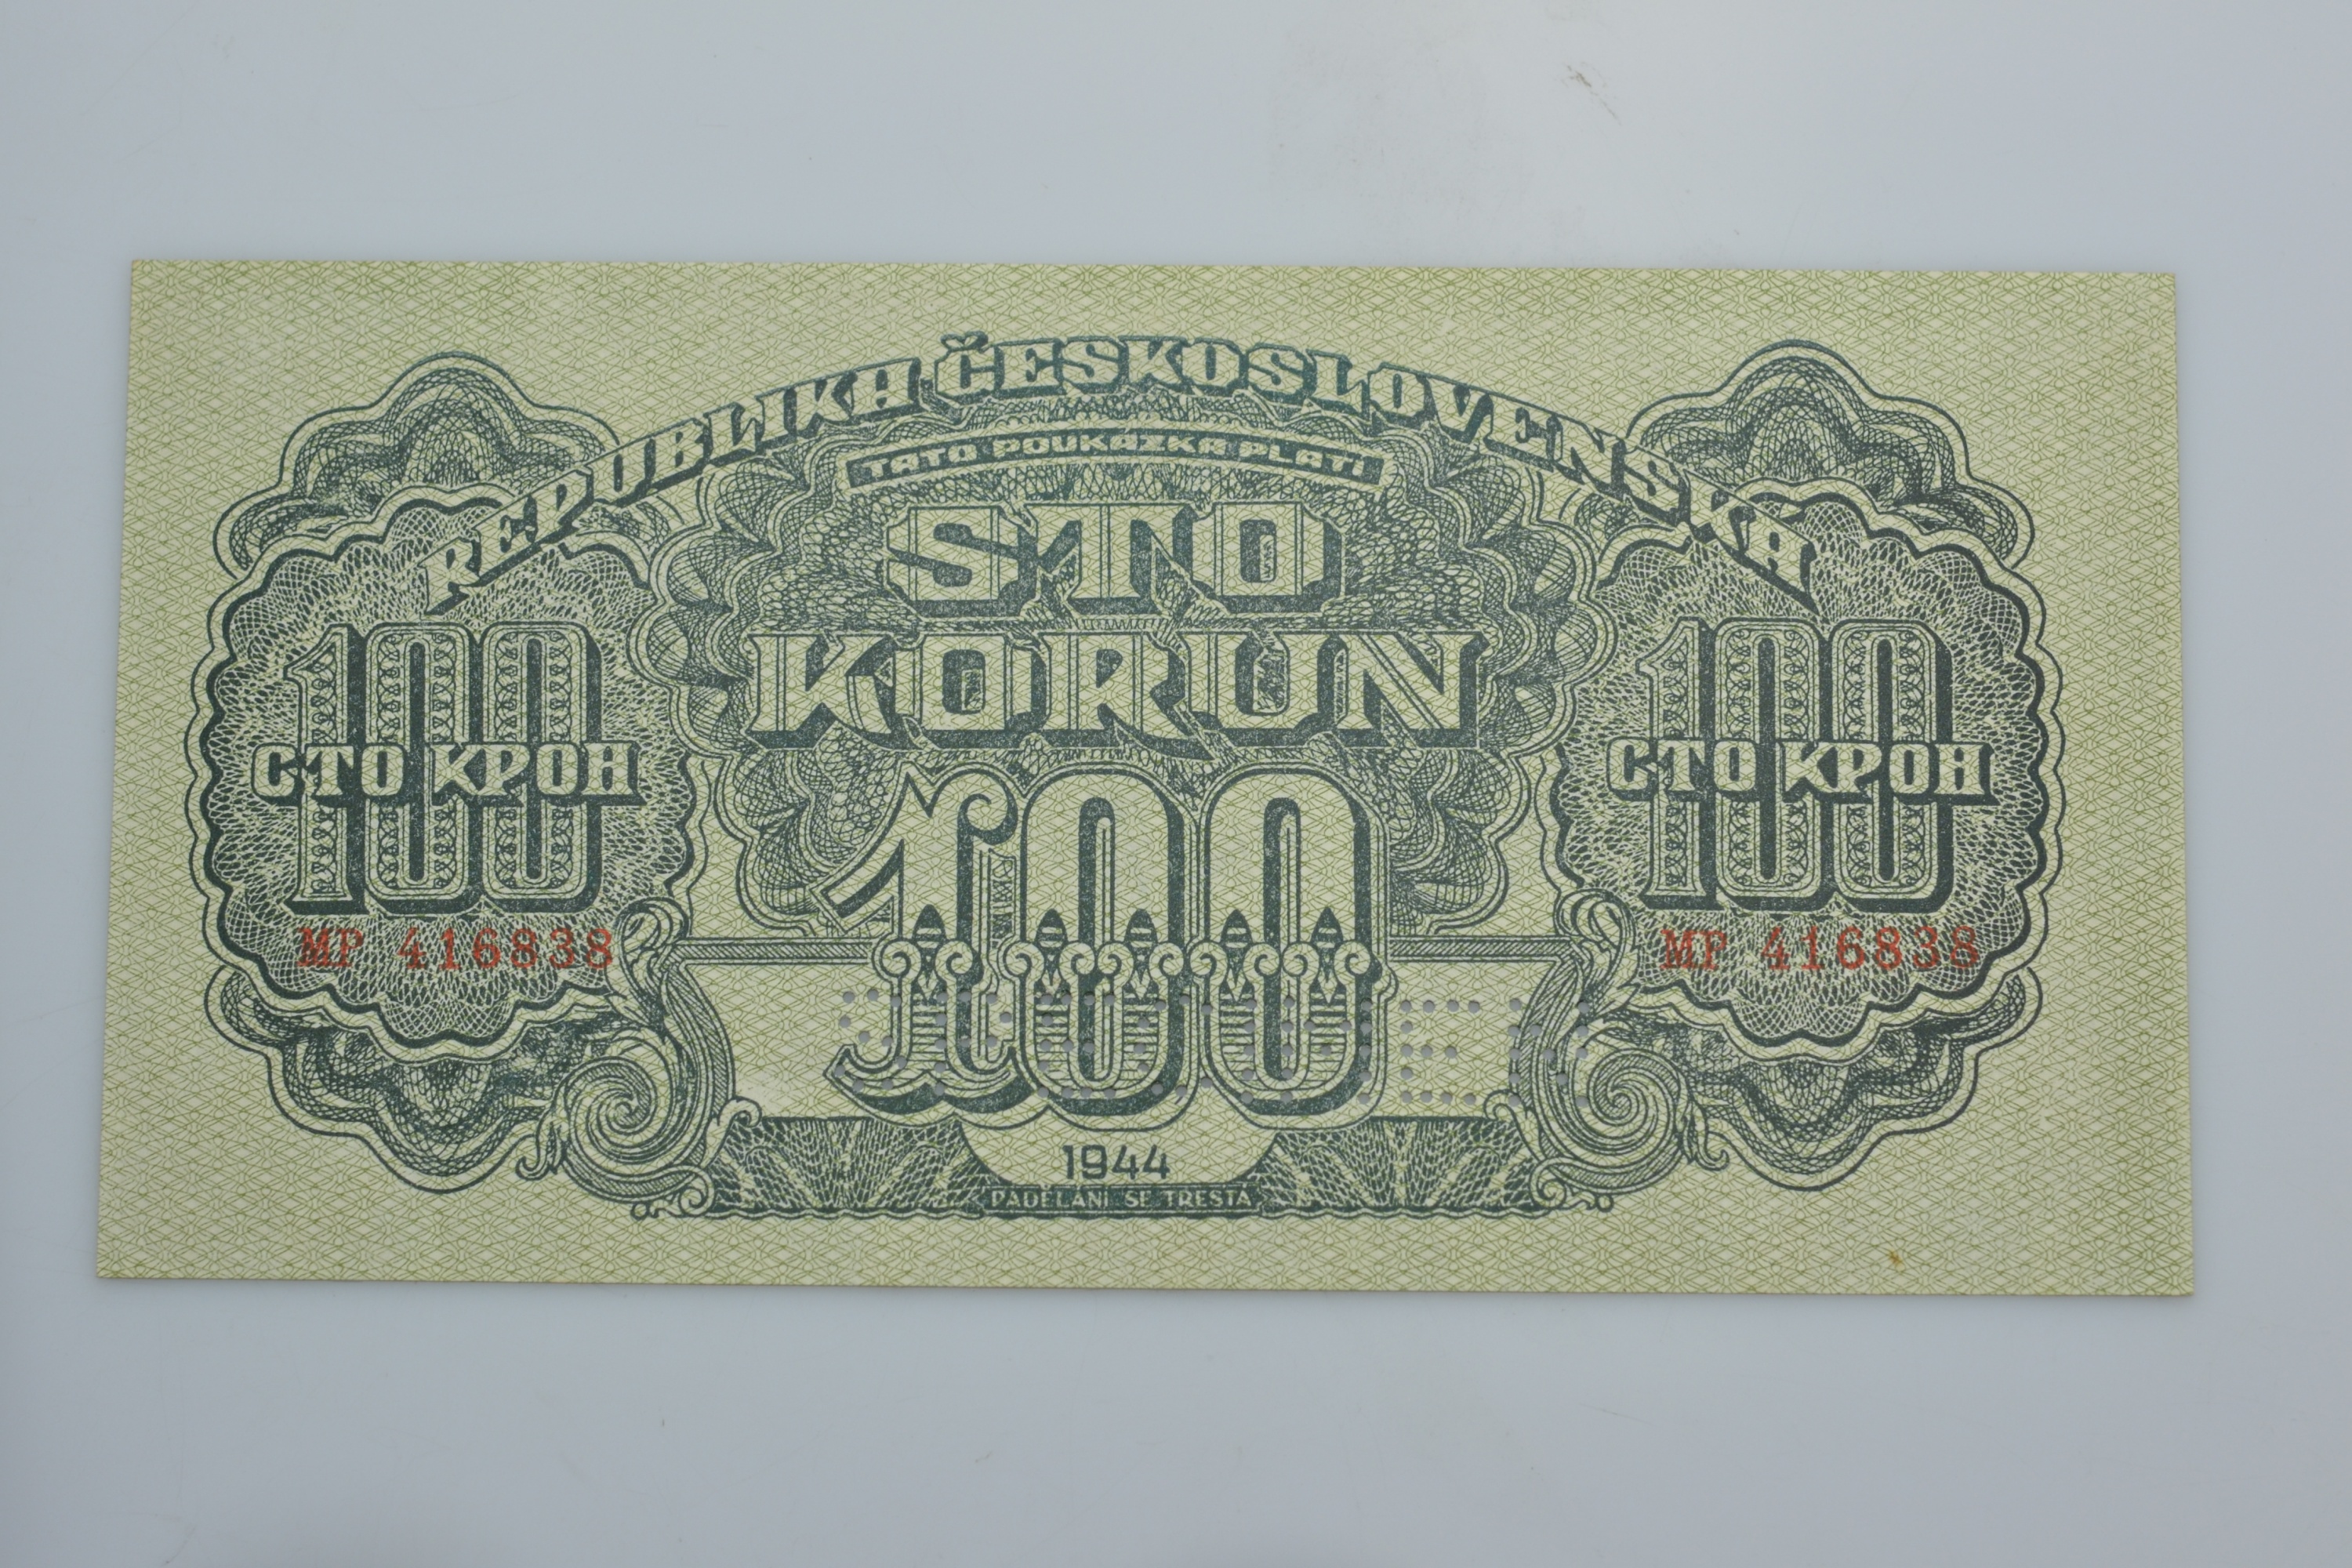 REPUBLIKA ČESKOSLOVENSKÁ
TATO POUKÁZKA PLATÍ
STO
KORUN
100
СТО КРОН
100
СТО КРОН
MP 416838
100
MP 416838
SPECIMEN
1944
PADĚLÁNÍ SE TRESTÁ